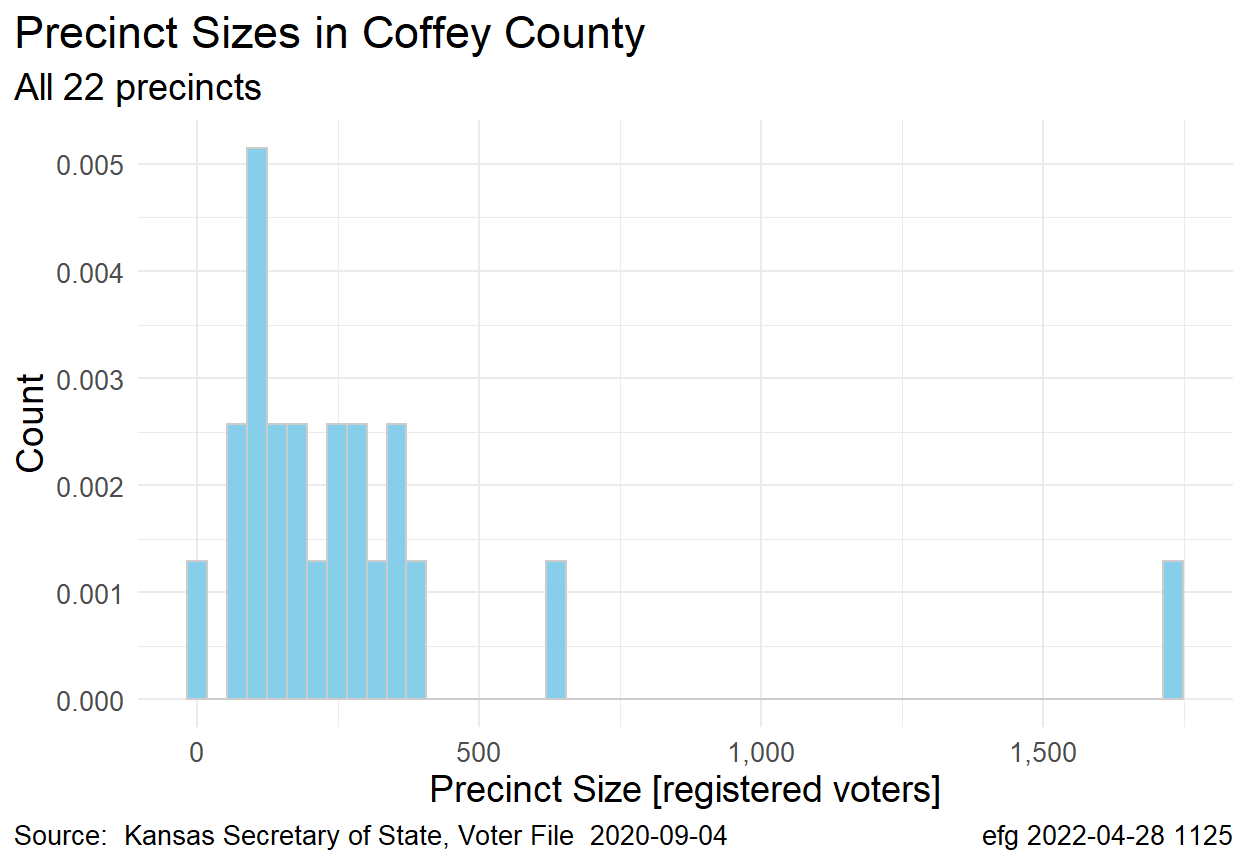 Precinct Sizes in Coffey County
All 22 precincts
Count
0.005
0.004
0.003
0.002
0.001
0.000
0 500 1,000 1,500
Precinct Size [registered voters]
Source:  Kansas Secretary of State, Voter File  2020-09-04
efg 2022-04-28 1125